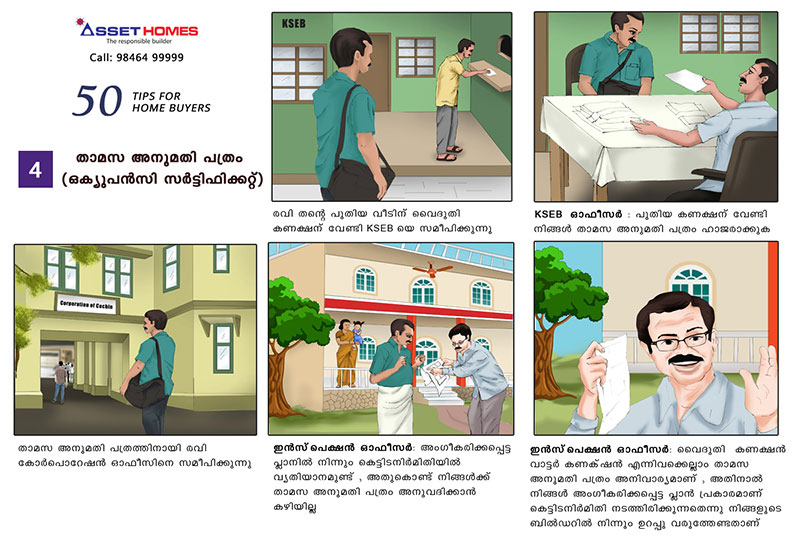 ASSET HOMES
The responsible builder
Call: 98464 99999
50 TIPS FOR
HOME BUYERS
4 താമസ അനുമതി പത്രം
(ഒക്യുപൻസി സർട്ടിഫിക്കറ്റ്)
KSEB
രവി തന്റെ പുതിയ വീടിന് വൈദുതി
കണക്ഷന് വേണ്ടി KSEB യെ സമീപിക്കുന്നു
KSEB ഓഫീസർ : പുതിയ കണക്ഷന് വേണ്ടി
നിങ്ങൾ താമസ അനുമതി പത്രം ഹാജരാക്കുക
Corporation of Cochin
താമസ അനുമതി പത്രത്തിനായി രവി
കോർപൊറേഷൻ ഓഫീസിനെ സമീപിക്കുന്നു
ഇൻസ്പെക്ഷൻ ഓഫീസർ: അംഗീകരിക്കപ്പെട്ട
പ്ലാനിൽ നിന്നും കെട്ടിടനിർമിതിയിൽ
വ്യതിയാനമുണ്ട് , അതുകൊണ്ട് നിങ്ങൾക്ക്
താമസ അനുമതി പത്രം അനുവദിക്കാൻ
കഴിയില്ല
ഇൻസ്പെക്ഷൻ ഓഫീസർ: വൈദുതി കണക്ഷൻ
വാട്ടർ കണക്ഷൻ എന്നിവക്കെല്ലാം താമസ
അനുമതി പത്രം അനിവാര്യമാണ് , അതിനാൽ
നിങ്ങൾ അംഗീകരിക്കപ്പെട്ട പ്ലാൻ പ്രകാരമാണ്
കെട്ടിടനിർമിതി നടത്തിരിക്കുന്നതെന്നു നിങ്ങളുടെ
ബിൽഡറിൽ നിന്നും ഉറപ്പു വരുത്തേണ്ടതാണ്